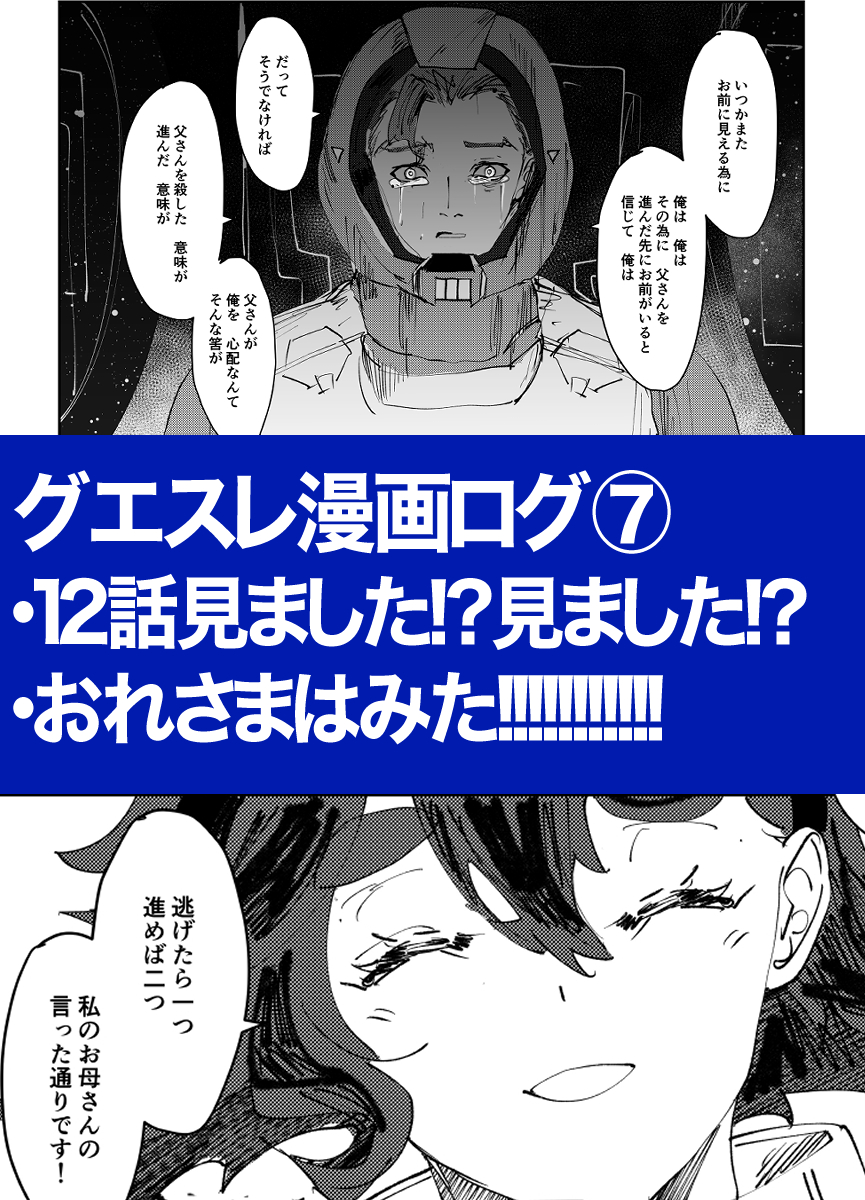 いつかまた
お前に見える為に
俺は 俺は
その為に 父さんを
進んだ先にお前がいると
信じて 俺は
だって
そうでなければ
父さんを殺した 意味が
進んだ 意味が
父さんが
俺を 心配なんて
そんな筈が
グエスレ漫画ログ⑦
・12話見ました!?見ました!?
・おれさまはみた!!!!!!!!!!!
逃げたら一つ
進めば二つ
私のお母さんの
言った通りです!